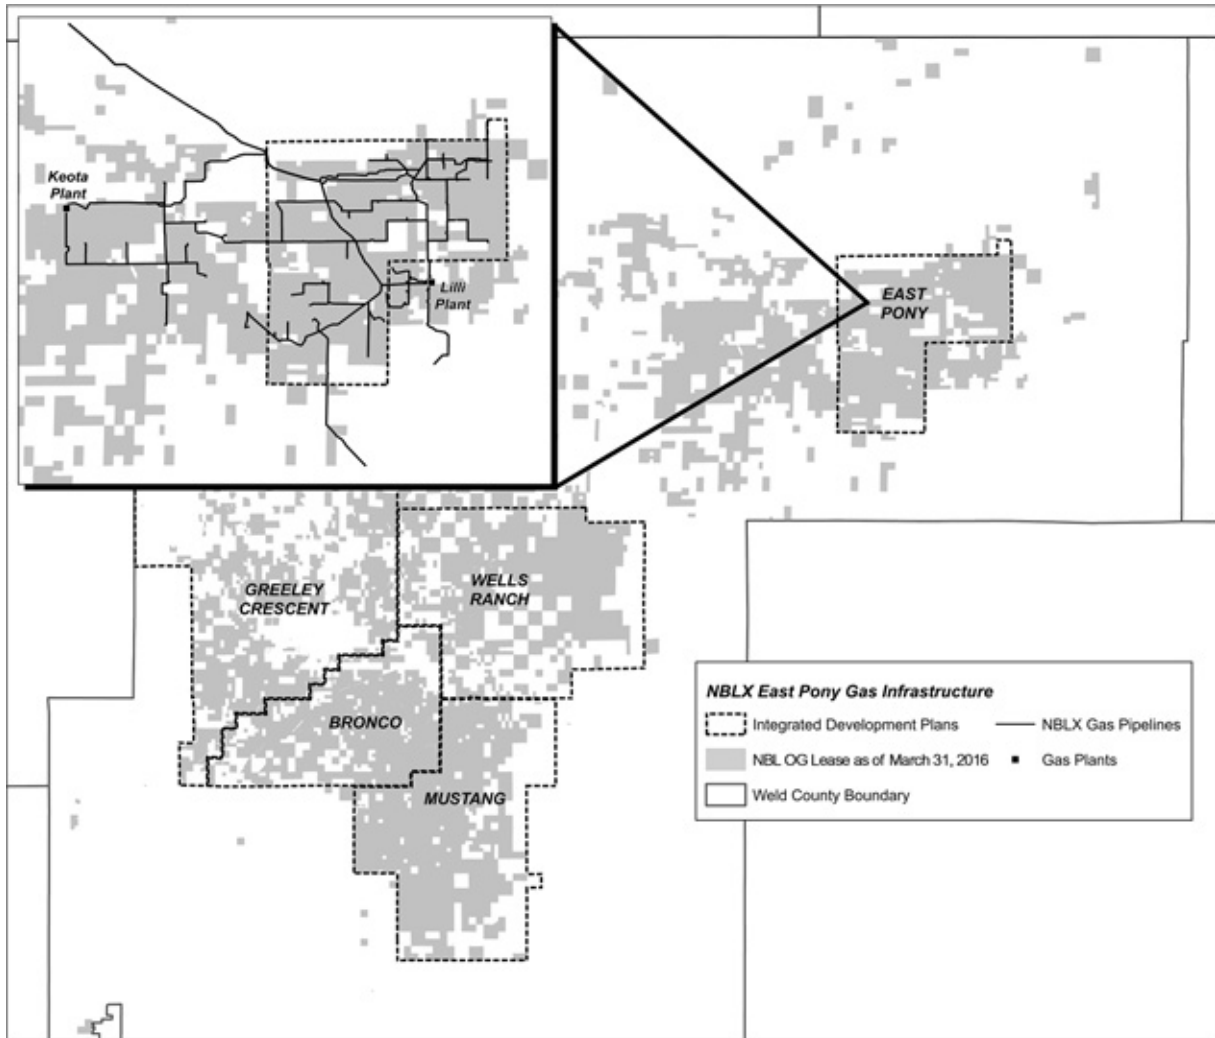 Keota
Plant
Lilli
Plant
EAST
PONY
GREELEY
CRESCENT
WELLS
RANCH
BRONCO
MUSTANG
NBLX East Pony Gas Infrastructure
Integrated Development Plans
NBLX Gas Pipelines
NBL OG Lease as of March 31, 2016
Gas Plants
Weld County Boundary